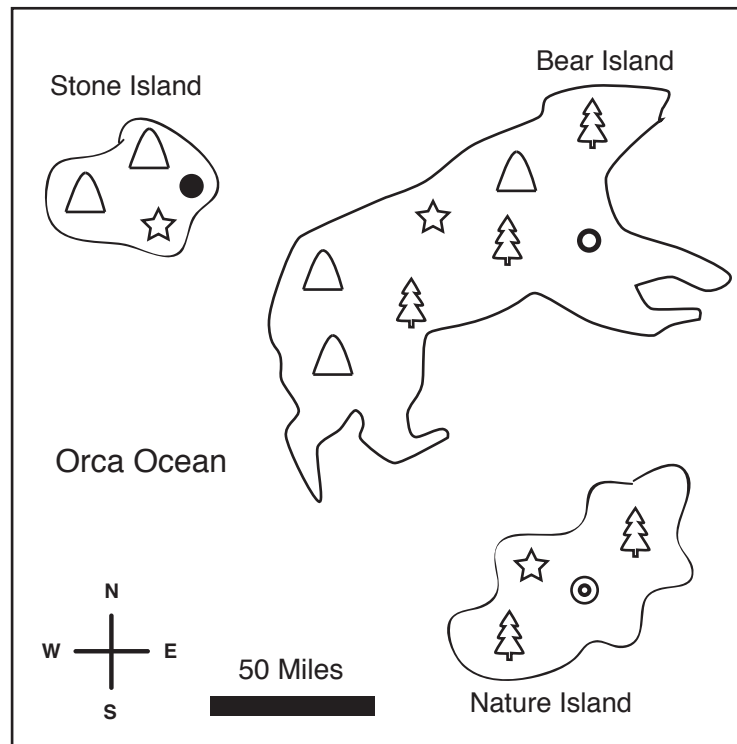 Bear Island
Stone Island
Orca Ocean
N
W E
S
50 Miles
Nature Island